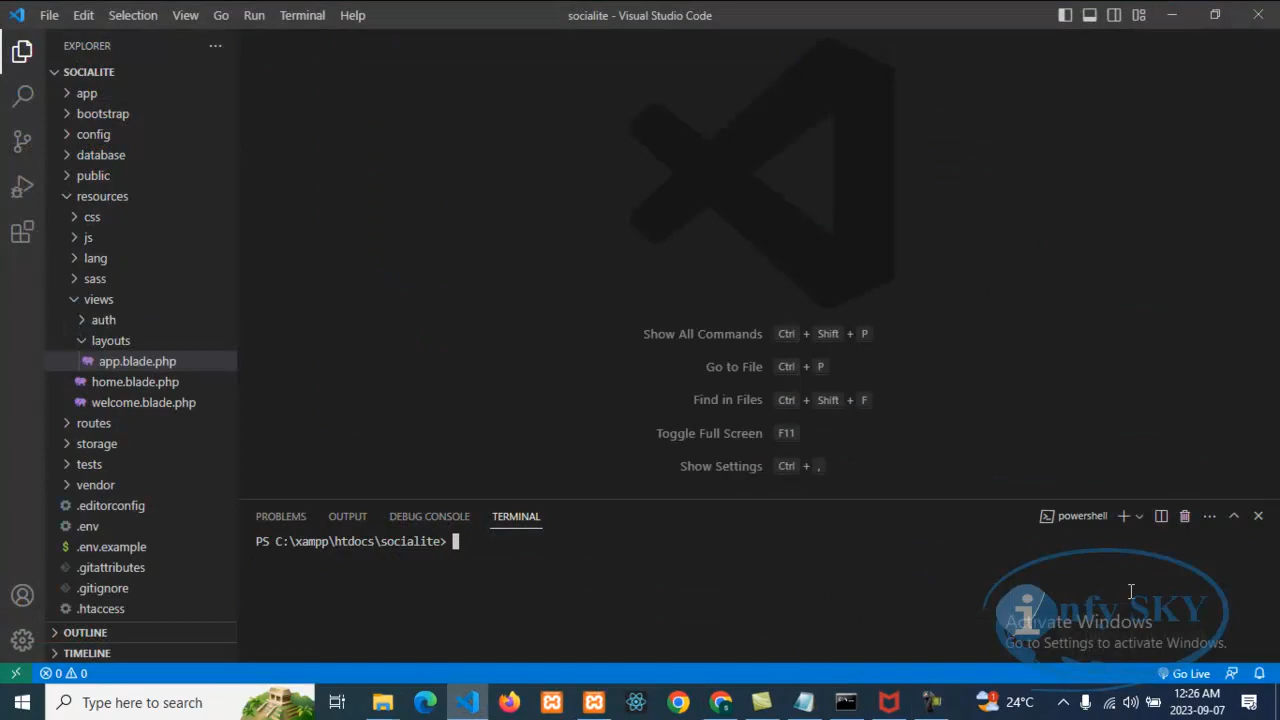 File Edit Selection View Go Run Terminal Help
socialite - Visual Studio Code
EXPLORER
SOCIALITE
app
bootstrap
config
database
public
resources
css
js
lang
sass
views
auth
layouts
app.blade.php
home.blade.php
welcome.blade.php
routes
storage
tests
vendor
.editorconfig
.env
.env.example
.gitattributes
.gitignore
.htaccess
OUTLINE
TIMELINE
Show All Commands Ctrl + Shift + P
Go to File Ctrl + P
Find in Files Ctrl + Shift + F
Toggle Full Screen F11
Show Settings Ctrl + ,
PROBLEMS OUTPUT DEBUG CONSOLE TERMINAL
powershell
PS C:\xampp\htdocs\socialite>
infy SKY
Activate Windows
Go to Settings to activate Windows.
0 0
Go Live
Type here to search
24°C
12:26 AM
2023-09-07